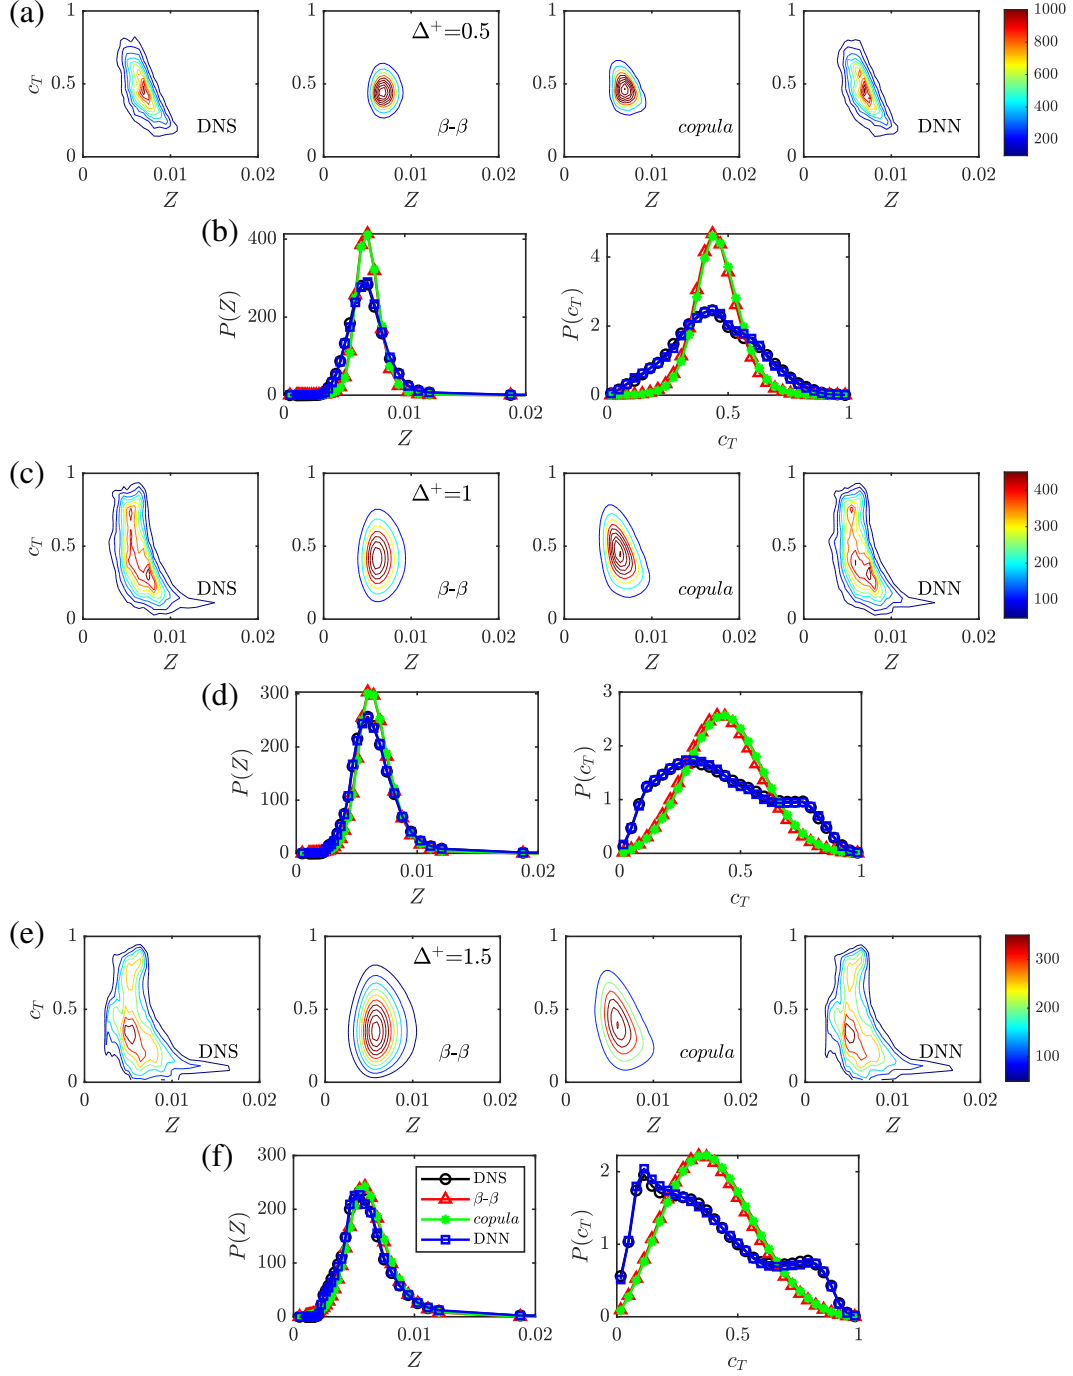 (a)
1
0.5
0
c_T
0 0.01 0.02
Z
DNS
1
0.5
0
0 0.01 0.02
Z
Δ⁺=0.5
β-β
1
0.5
0
0 0.01 0.02
Z
copula
1
0.5
0
0 0.01 0.02
Z
DNN
1000
800
600
400
200
(b)
400
200
0
P(Z)
0 0.01 0.02
Z
4
2
0
P(c_T)
0 0.5 1
c_T
(c)
1
0.5
0
c_T
0 0.01 0.02
Z
DNS
1
0.5
0
0 0.01 0.02
Z
Δ⁺=1
β-β
1
0.5
0
0 0.01 0.02
Z
copula
1
0.5
0
0 0.01 0.02
Z
DNN
400
300
200
100
(d)
300
200
100
0
P(Z)
0 0.01 0.02
Z
3
2
1
0
P(c_T)
0 0.5 1
c_T
(e)
1
0.5
0
c_T
0 0.01 0.02
Z
DNS
1
0.5
0
0 0.01 0.02
Z
Δ⁺=1.5
β-β
1
0.5
0
0 0.01 0.02
Z
copula
1
0.5
0
0 0.01 0.02
Z
DNN
300
200
100
(f)
300
200
100
0
P(Z)
0 0.01 0.02
Z
DNS
β-β
copula
DNN
2
1
0
P(c_T)
0 0.5 1
c_T